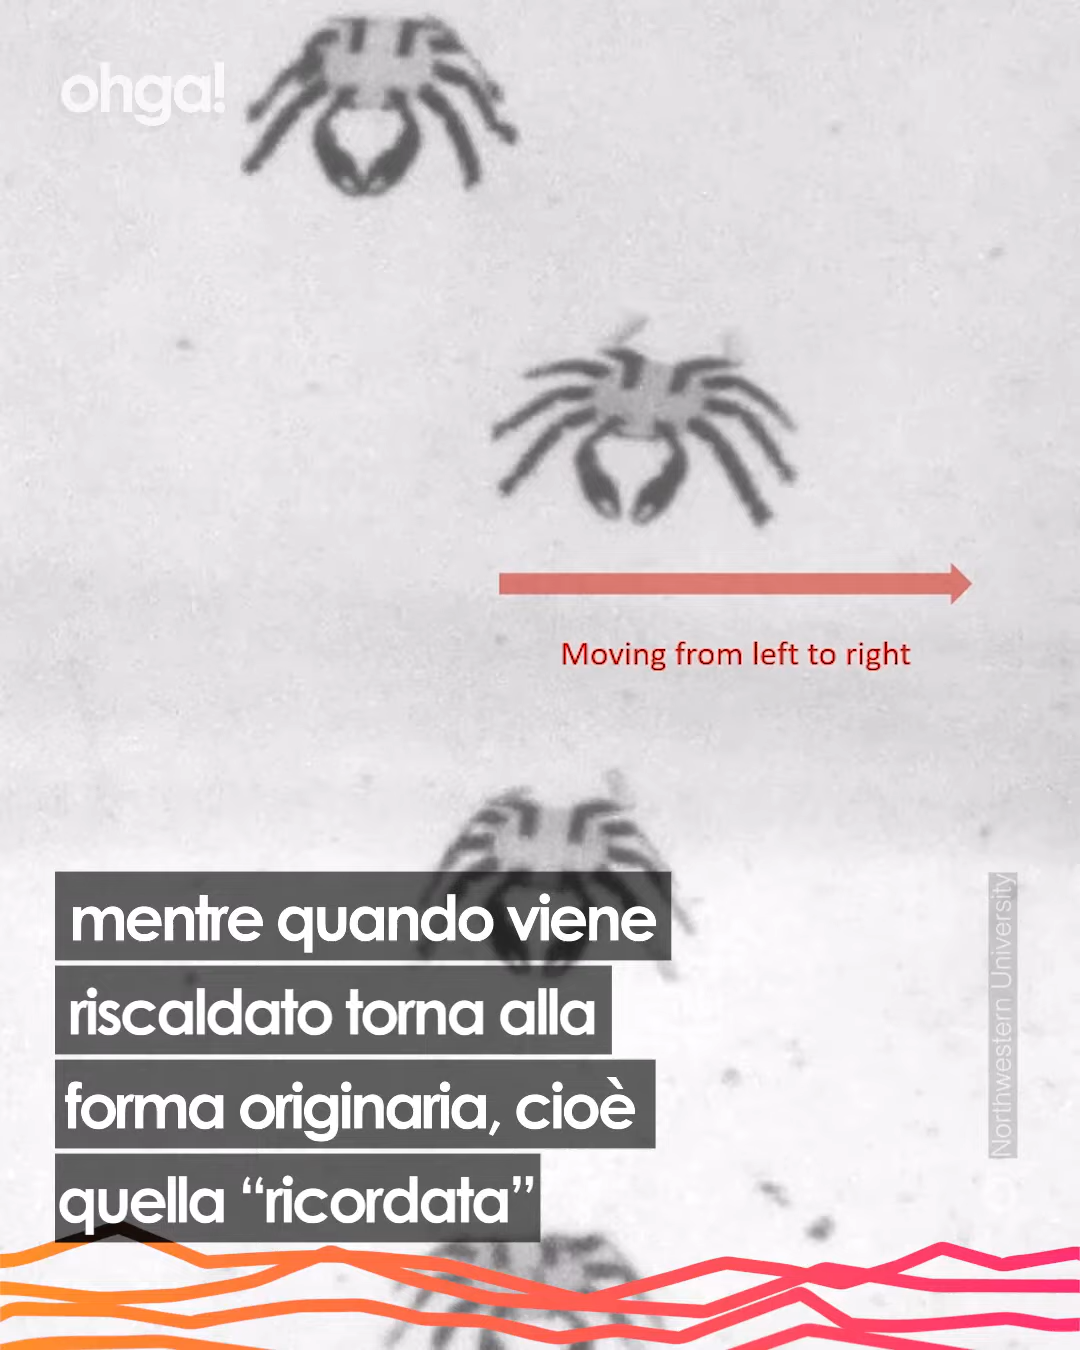 ohga!
Moving from left to right
mentre quando viene
riscaldato torna alla
forma originaria, cioè
quella “ricordata”
Northwestern University